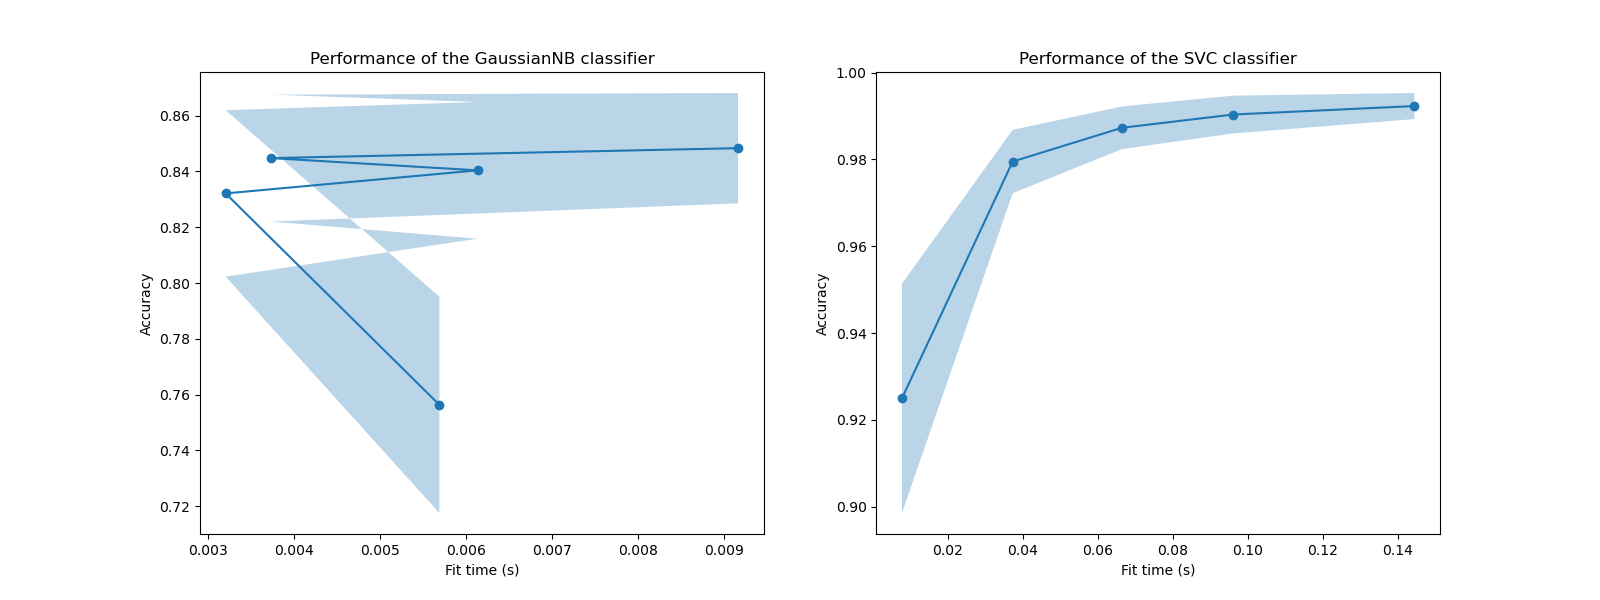 Performance of the GaussianNB classifier
Accuracy
0.86
0.84
0.82
0.80
0.78
0.76
0.74
0.72
0.003 0.004 0.005 0.006 0.007 0.008 0.009
Fit time (s)
Performance of the SVC classifier
Accuracy
1.00
0.98
0.96
0.94
0.92
0.90
0.02 0.04 0.06 0.08 0.10 0.12 0.14
Fit time (s)